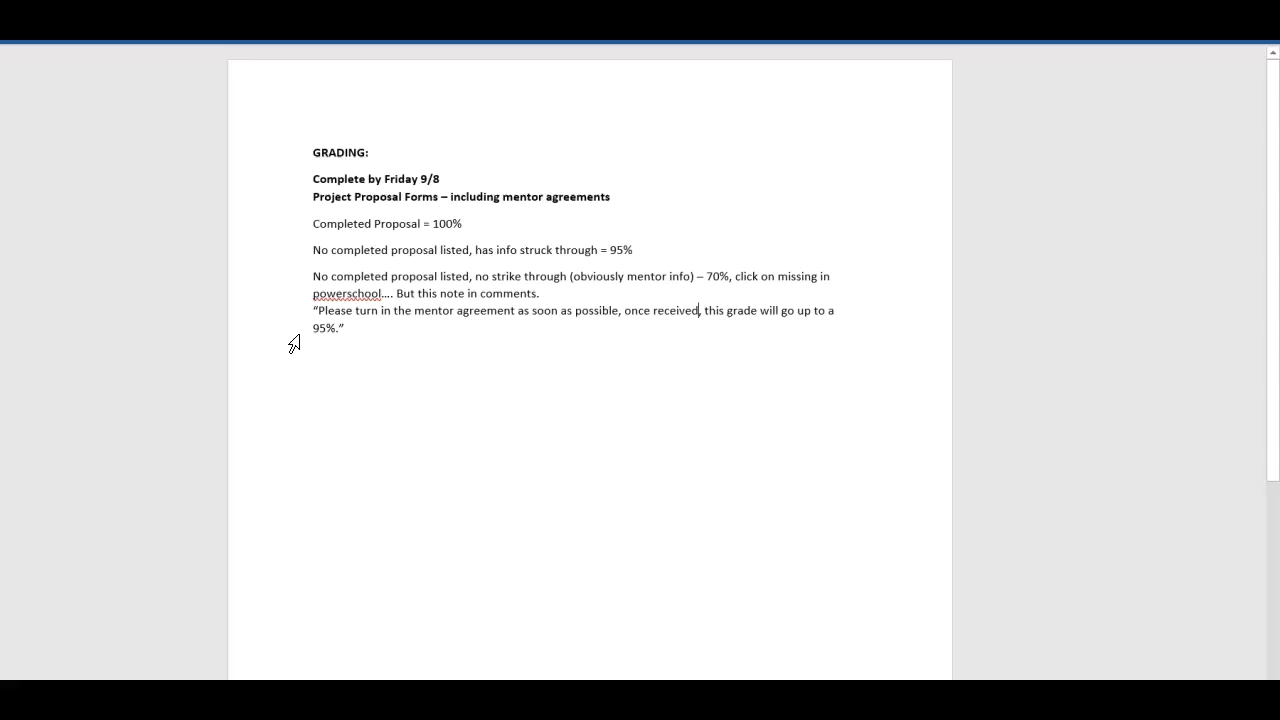 GRADING:
Complete by Friday 9/8
Project Proposal Forms – including mentor agreements
Completed Proposal = 100%
No completed proposal listed, has info struck through = 95%
No completed proposal listed, no strike through (obviously mentor info) – 70%, click on missing in
powerschool…. But this note in comments.
“Please turn in the mentor agreement as soon as possible, once received, this grade will go up to a
95%.”